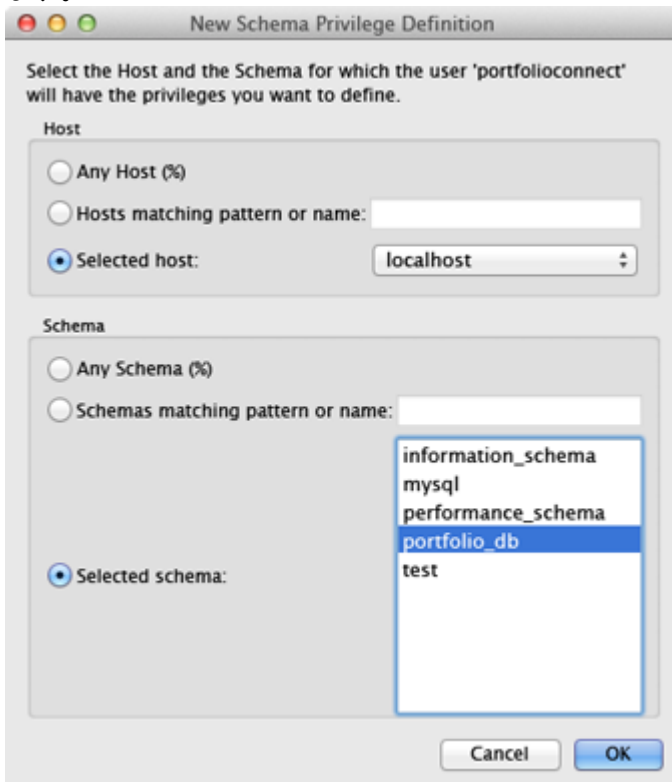 New Schema Privilege Definition
Select the Host and the Schema for which the user 'portfolioconnect'
will have the privileges you want to define.
Host
Any Host (%)
Hosts matching pattern or name:
Selected host: localhost
Schema
Any Schema (%)
Schemas matching pattern or name:
information_schema
mysql
performance_schema
portfolio_db
Selected schema: test
Cancel OK